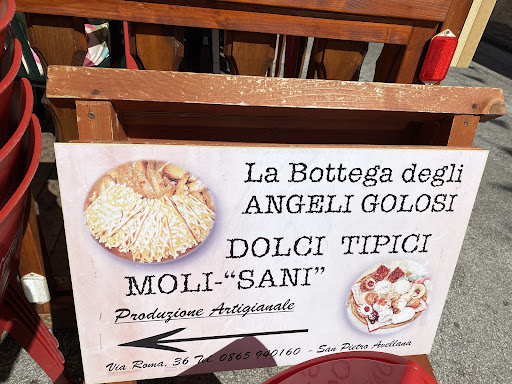 La Bottega degli
ANGELI GOLOSI
DOLCI TIPICI
MOLI-"SANI"
Produzione Artigianale
Via Roma, 36 Tel. 0865 940160 - San Pietro Avellana